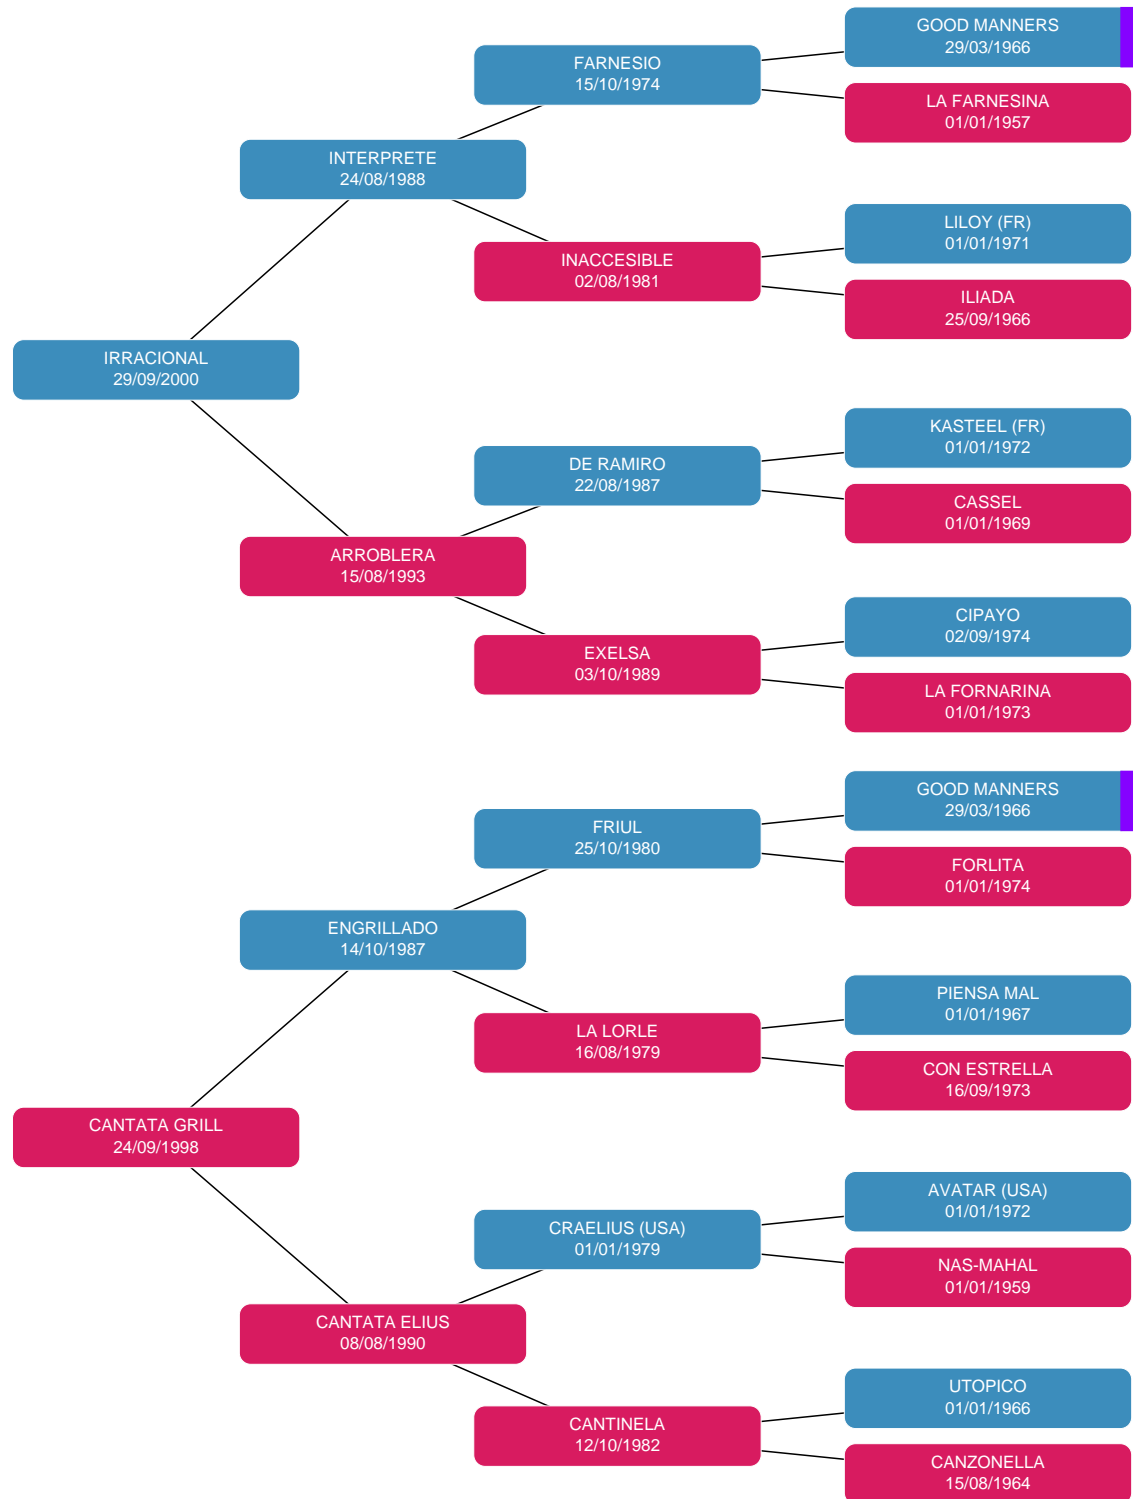 GOOD MANNERS
29/03/1966
FARNESIO
15/10/1974
LA FARNESINA
01/01/1957
INTERPRETE
24/08/1988
LILOY (FR)
01/01/1971
INACCESIBLE
02/08/1981
ILIADA
25/09/1966
IRRACIONAL
29/09/2000
KASTEEL (FR)
01/01/1972
DE RAMIRO
22/08/1987
CASSEL
01/01/1969
ARROBLERA
15/08/1993
CIPAYO
02/09/1974
EXELSA
03/10/1989
LA FORNARINA
01/01/1973
GOOD MANNERS
29/03/1966
FRIUL
25/10/1980
FORLITA
01/01/1974
ENGRILLADO
14/10/1987
PIENSA MAL
01/01/1967
LA LORLE
16/08/1979
CON ESTRELLA
16/09/1973
CANTATA GRILL
24/09/1998
AVATAR (USA)
01/01/1972
CRAELIUS (USA)
01/01/1979
NAS-MAHAL
01/01/1959
CANTATA ELIUS
08/08/1990
UTOPICO
01/01/1966
CANTINELA
12/10/1982
CANZONELLA
15/08/1964